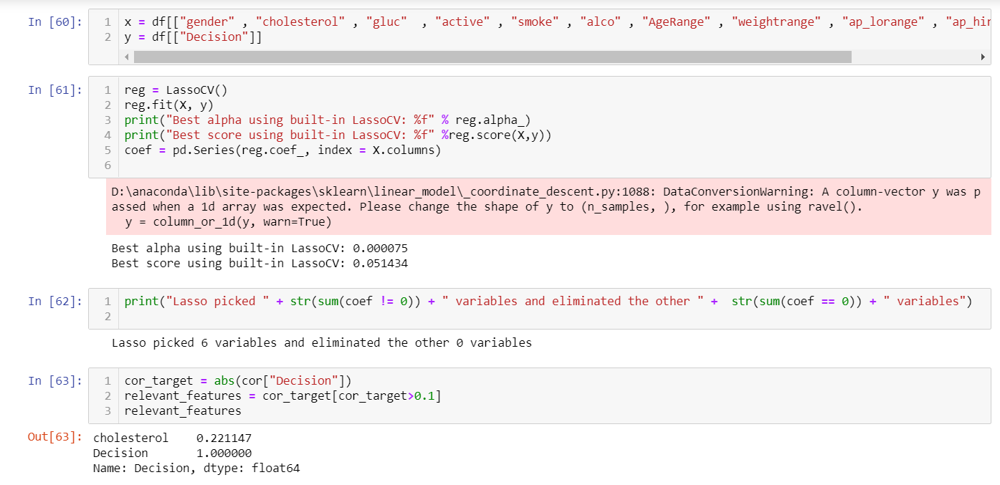 In [60]:
1 x = df[["gender" , "cholesterol" , "gluc"  , "active" , "smoke" , "alco" , "AgeRange" , "weightrange" , "ap_lorange" , "ap_hir
2 y = df[["Decision"]]
In [61]:
1 reg = LassoCV()
2 reg.fit(X, y)
3 print("Best alpha using built-in LassoCV: %f" % reg.alpha_)
4 print("Best score using built-in LassoCV: %f" %reg.score(X,y))
5 coef = pd.Series(reg.coef_, index = X.columns)
6
D:\anaconda\lib\site-packages\sklearn\linear_model\_coordinate_descent.py:1088: DataConversionWarning: A column-vector y was p
assed when a 1d array was expected. Please change the shape of y to (n_samples, ), for example using ravel().
  y = column_or_1d(y, warn=True)
Best alpha using built-in LassoCV: 0.000075
Best score using built-in LassoCV: 0.051434
In [62]:
1 print("Lasso picked " + str(sum(coef != 0)) + " variables and eliminated the other " +  str(sum(coef == 0)) + " variables")
2
Lasso picked 6 variables and eliminated the other 0 variables
In [63]:
1 cor_target = abs(cor["Decision"])
2 relevant_features = cor_target[cor_target>0.1]
3 relevant_features
Out[63]:
cholesterol    0.221147
Decision       1.000000
Name: Decision, dtype: float64